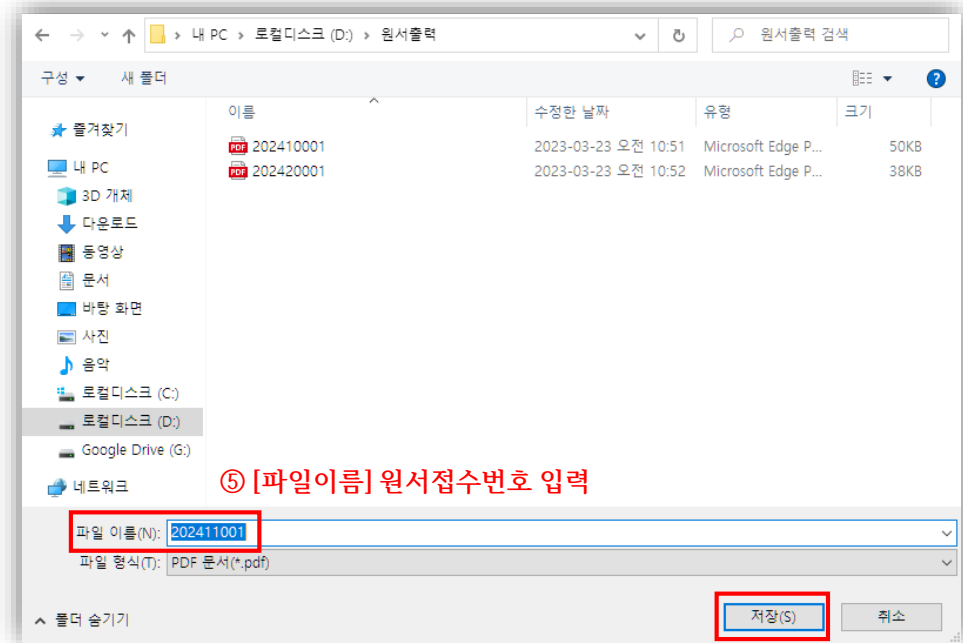 내 PC > 로컬디스크 (D:) > 원서출력
원서출력 검색
구성 새 폴더
이름 수정한 날짜 유형 크기
즐겨찾기
내 PC
3D 개체
다운로드
동영상
문서
바탕 화면
사진
음악
로컬디스크 (C:)
로컬디스크 (D:)
Google Drive (G:)
네트워크
PDF 202410001 2023-03-23 오전 10:51 Microsoft Edge P... 50KB
PDF 202420001 2023-03-23 오전 10:52 Microsoft Edge P... 38KB
⑤ [파일이름] 원서접수번호 입력
파일 이름(N): 202411001
파일 형식(T): PDF 문서(*.pdf)
폴더 숨기기
저장(S) 취소